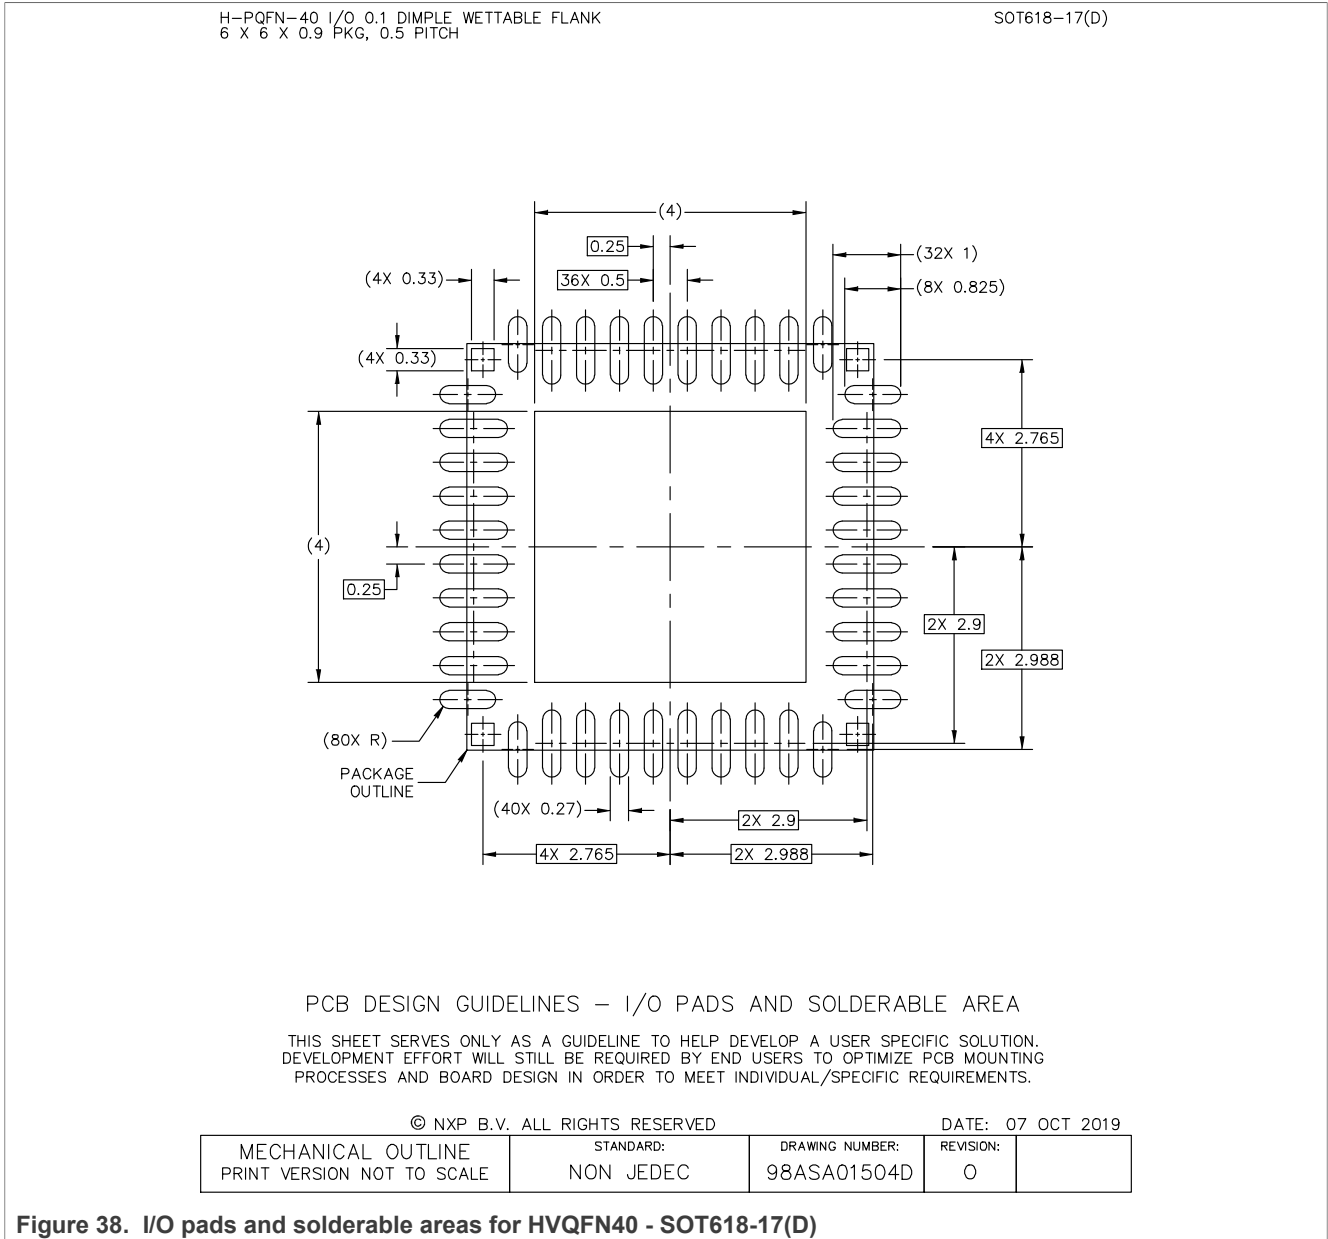 H-PQFN-40 I/O 0.1 DIMPLE WETTABLE FLANK
6 X 6 X 0.9 PKG, 0.5 PITCH
SOT618-17(D)
(4)
0.25
(32X 1)
(4X 0.33)
36X 0.5
(8X 0.825)
(4X 0.33)
4X 2.765
(4)
0.25
2X 2.9
2X 2.988
(80X R)
PACKAGE
OUTLINE
(40X 0.27)
2X 2.9
4X 2.765
2X 2.988
PCB DESIGN GUIDELINES - I/O PADS AND SOLDERABLE AREA
THIS SHEET SERVES ONLY AS A GUIDELINE TO HELP DEVELOP A USER SPECIFIC SOLUTION.
DEVELOPMENT EFFORT WILL STILL BE REQUIRED BY END USERS TO OPTIMIZE PCB MOUNTING
PROCESSES AND BOARD DESIGN IN ORDER TO MEET INDIVIDUAL/SPECIFIC REQUIREMENTS.
© NXP B.V. ALL RIGHTS RESERVED
DATE: 07 OCT 2019
MECHANICAL OUTLINE
PRINT VERSION NOT TO SCALE
STANDARD:
NON JEDEC
DRAWING NUMBER:
98ASA01504D
REVISION:
O
Figure 38. I/O pads and solderable areas for HVQFN40 - SOT618-17(D)